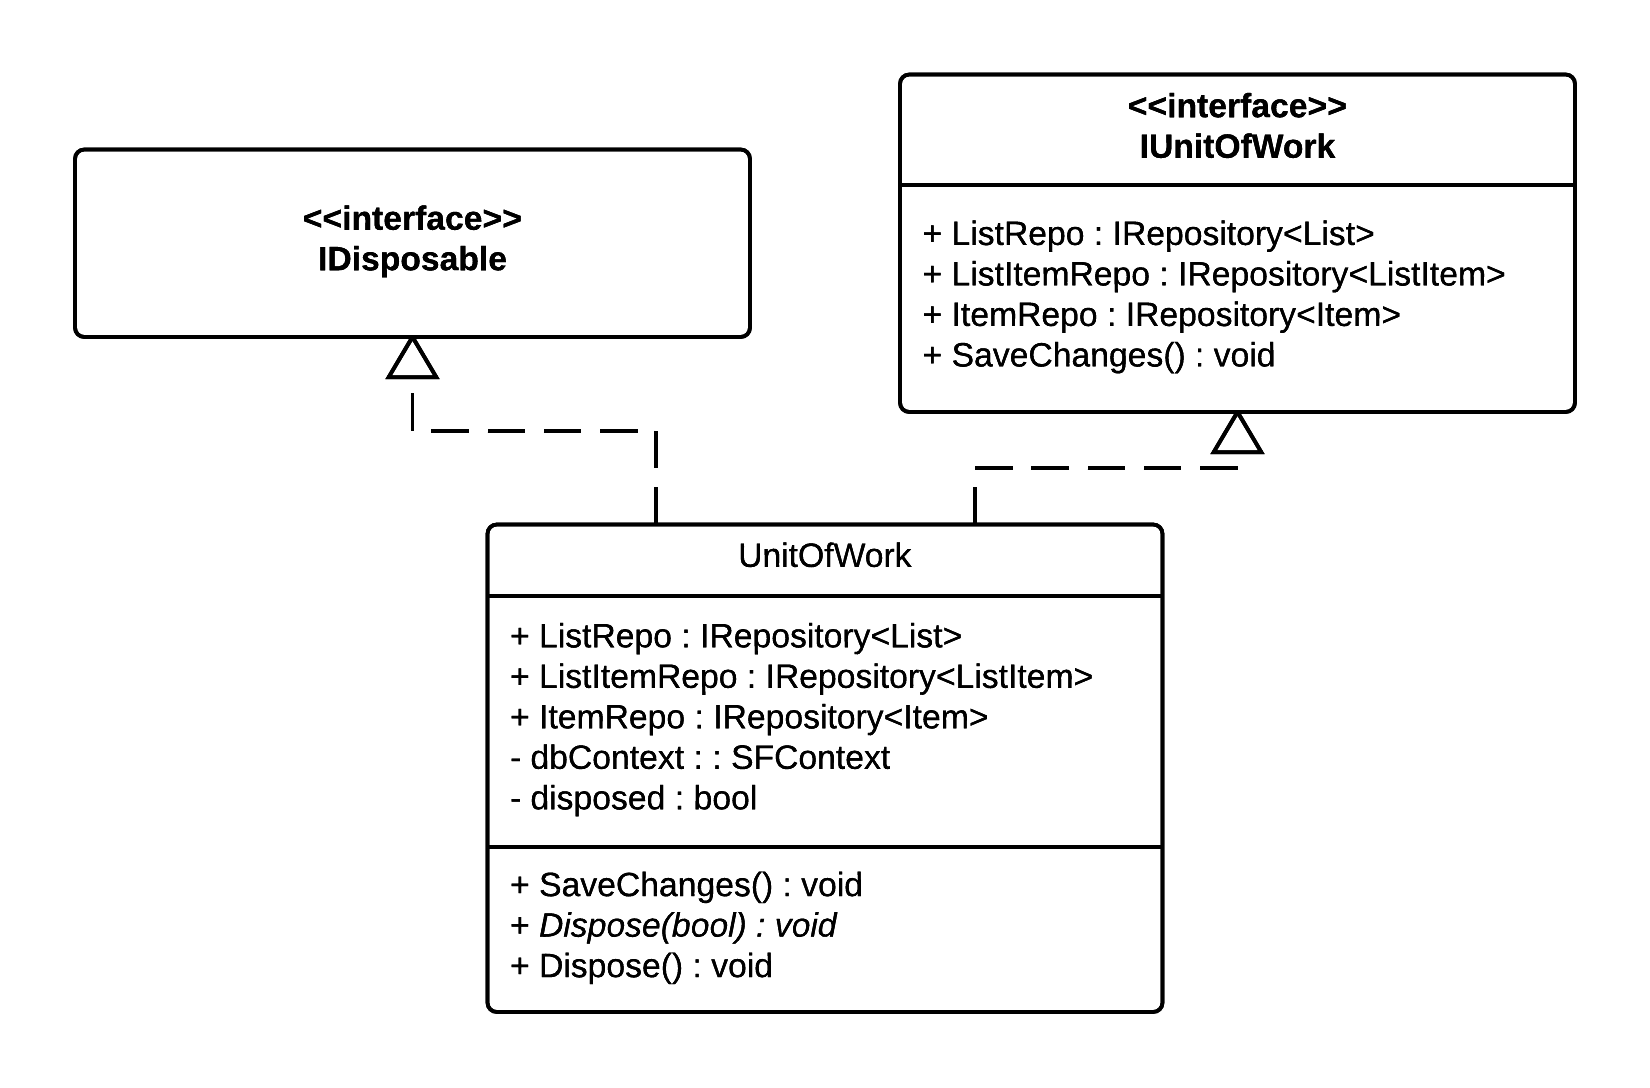 <<interface>>
IDisposable
<<interface>>
IUnitOfWork
+ ListRepo : IRepository<List>
+ ListItemRepo : IRepository<ListItem>
+ ItemRepo : IRepository<Item>
+ SaveChanges() : void
UnitOfWork
+ ListRepo : IRepository<List>
+ ListItemRepo : IRepository<ListItem>
+ ItemRepo : IRepository<Item>
- dbContext : : SFContext
- disposed : bool
+ SaveChanges() : void
+ Dispose(bool) : void
+ Dispose() : void